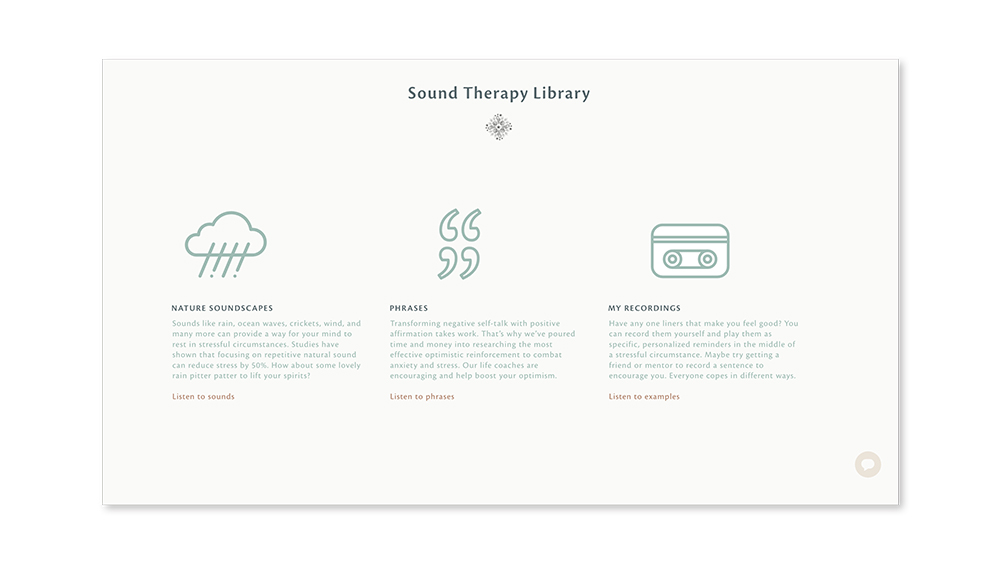 Sound Therapy Library
NATURE SOUNDSCAPES
Sounds like rain, ocean waves, crickets, wind, and
many more can provide a way for your mind to
rest in stressful circumstances. Studies have
shown that focusing on repetitive natural sound
can reduce stress by 50%. How about some lovely
rain pitter patter to lift your spirits?
Listen to sounds
PHRASES
Transforming negative self-talk with positive
affirmation takes work. That's why we've poured
time and money into researching the most
effective optimistic reinforcement to combat
anxiety and stress. Our life coaches are
encouraging and help boost your optimism.
Listen to phrases
MY RECORDINGS
Have any one liners that make you feel good? You
can record them yourself and play them as
specific, personalized reminders in the middle of
a stressful circumstance. Maybe try getting a
friend or mentor to record a sentence to
encourage you. Everyone copes in different ways.
Listen to examples